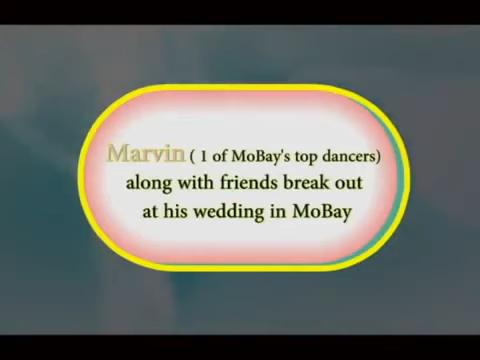 Marvin ( 1 of MoBay's top dancers)
along with friends break out
at his wedding in MoBay